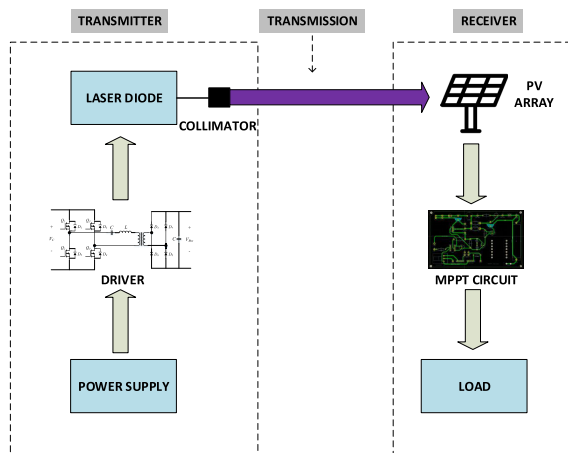 TRANSMITTER
TRANSMISSION
RECEIVER
LASER DIODE
COLLIMATOR
PV
ARRAY
DRIVER
MPPT CIRCUIT
POWER SUPPLY
LOAD